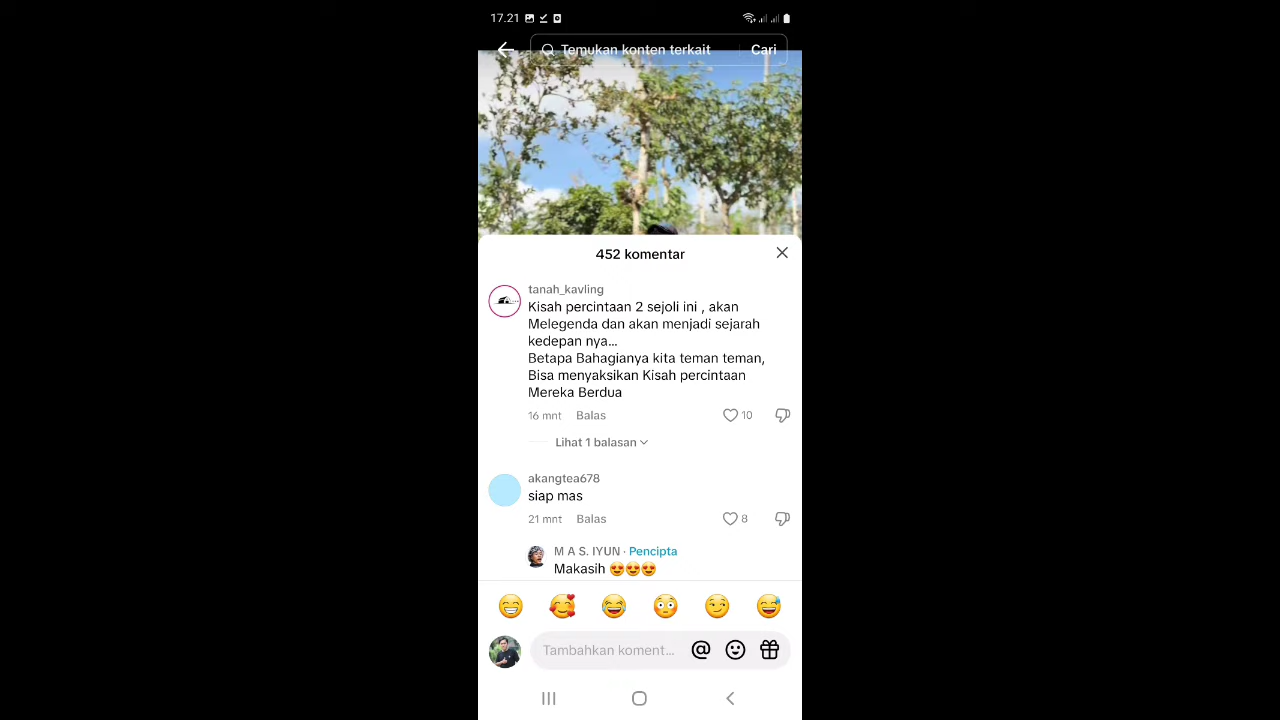 17.21
Temukan konten terkait
Cari
452 komentar
tanah_kavling
Kisah percintaan 2 sejoli ini , akan
Melegenda dan akan menjadi sejarah
kedepan nya...
Betapa Bahagianya kita teman teman,
Bisa menyaksikan Kisah percintaan
Mereka Berdua
16 mnt Balas 10
Lihat 1 balasan
akangtea678
siap mas
21 mnt Balas 8
M A S. IYUN · Pencipta
Makasih 😍😍😍
Tambahkan koment...